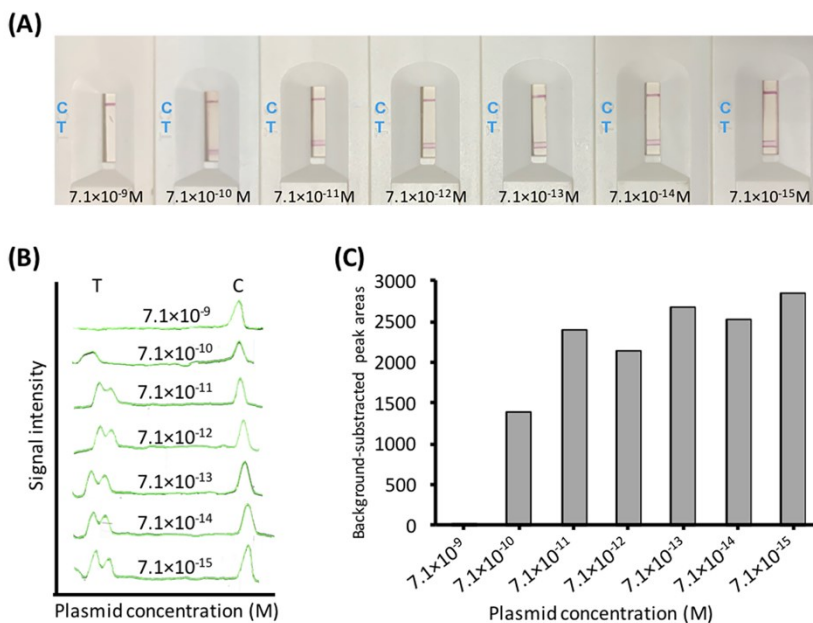 (A)
C
T
C
T
C
T
C
T
C
T
C
T
C
T
7.1×10⁻⁹M
7.1×10⁻¹⁰ M
7.1×10⁻¹¹M
7.1×10⁻¹²M
7.1×10⁻¹³M
7.1×10⁻¹⁴M
7.1×10⁻¹⁵M
(B)
T C
7.1×10⁻⁹
7.1×10⁻¹⁰
7.1×10⁻¹¹
7.1×10⁻¹²
7.1×10⁻¹³
7.1×10⁻¹⁴
7.1×10⁻¹⁵
Signal intensity
Plasmid concentration (M)
(C)
Background-substracted peak areas
3000
2500
2000
1500
1000
500
0
7.1×10⁻⁹
7.1×10⁻¹⁰
7.1×10⁻¹¹
7.1×10⁻¹²
7.1×10⁻¹³
7.1×10⁻¹⁴
7.1×10⁻¹⁵
Plasmid concentration (M)